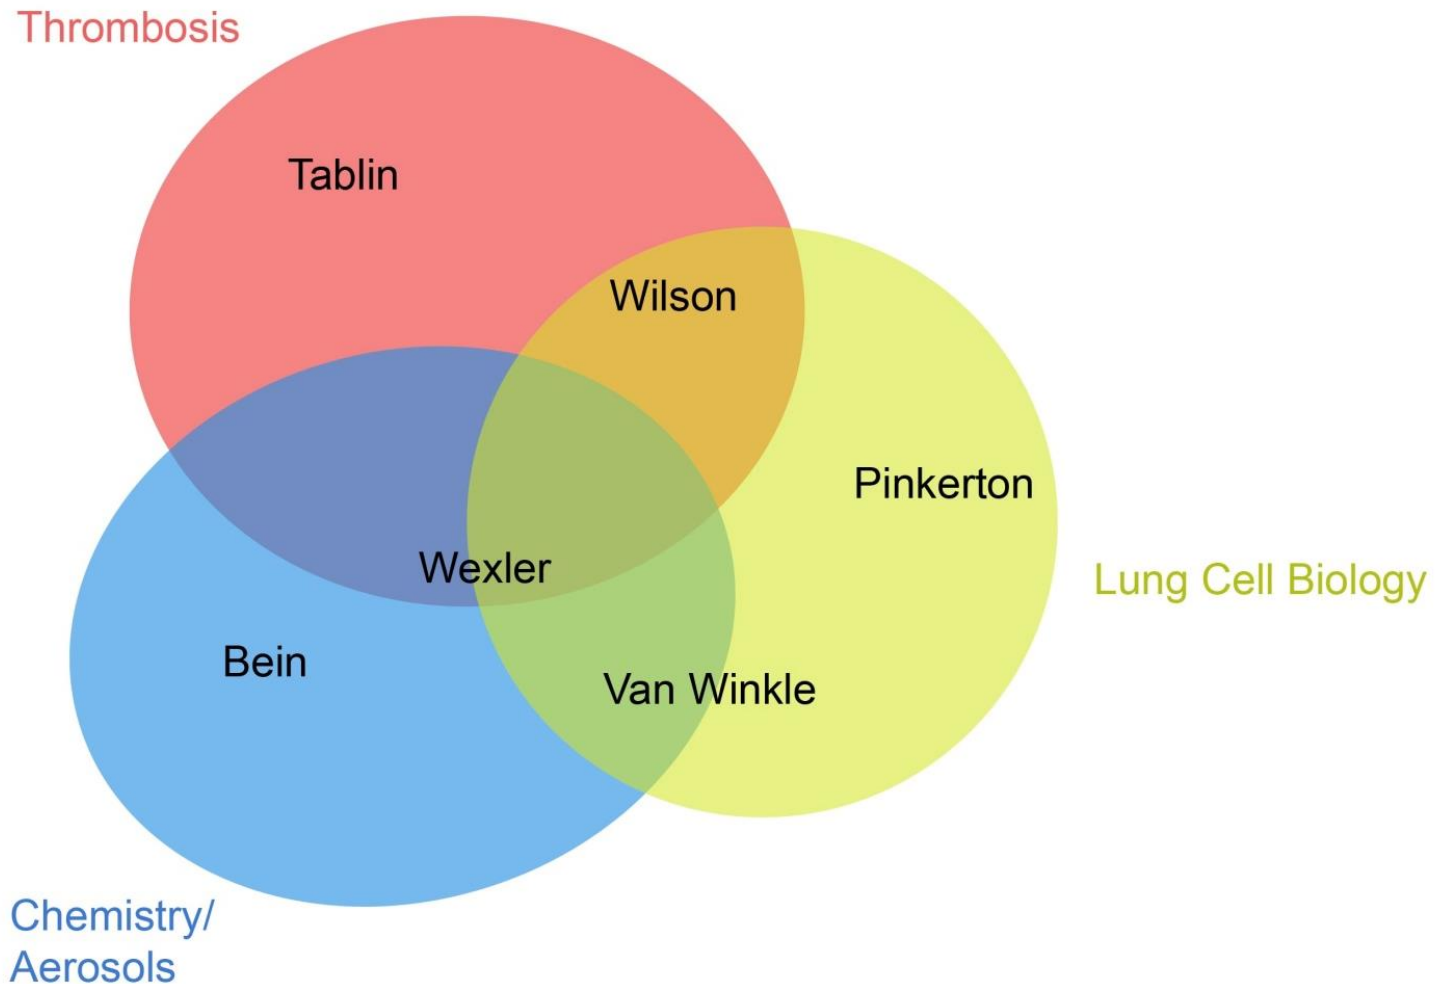 Thrombosis
Tablin
Wilson
Pinkerton
Wexler
Lung Cell Biology
Bein
Van Winkle
Chemistry/
Aerosols